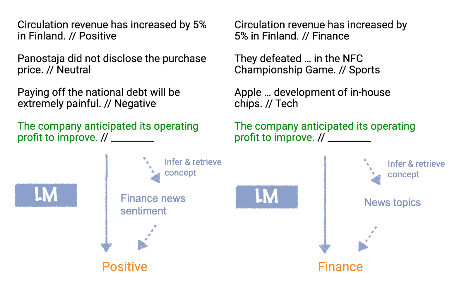 Circulation revenue has increased by 5%
in Finland. // Positive
Panostaja did not disclose the purchase
price. // Neutral
Paying off the national debt will be
extremely painful. // Negative
The company anticipated its operating
profit to improve. // ________
LM
Infer & retrieve
concept
Finance news
sentiment
Positive
Circulation revenue has increased by
5% in Finland. // Finance
They defeated ... in the NFC
Championship Game. // Sports
Apple ... development of in-house
chips. // Tech
The company anticipated its operating
profit to improve. // ________
LM
Infer & retrieve
concept
News topics
Finance